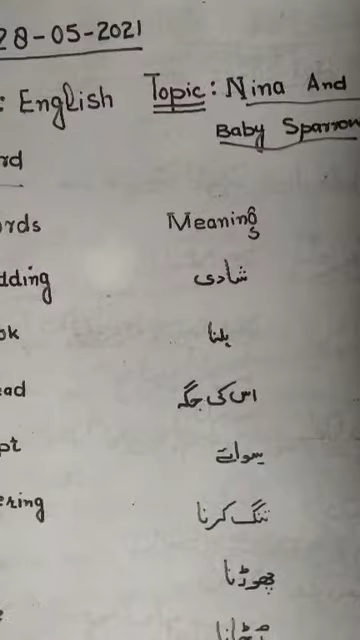 28-05-2021
: English Topic: Nina And
Baby Sparrow
rd
ords Meanings
dding شادی
ok ہلنا
ead اس کی جگہ
pt سوائے
ering تنگ کرنا
چھوڑنا